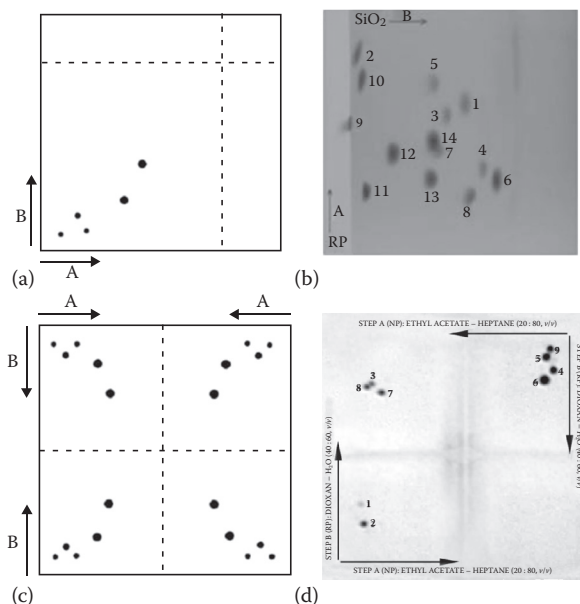 B
A
(a)
SiO₂ B
2
5
10
1
3
9
14
12
7
4
6
11
13
8
A
RP
(b)
A
A
B
B
(c)
STEP A (NP): ETHYL ACETATE – HEPTANE (20 : 80, v/v)
9
5
4
6
3
8
7
1
2
STEP B (RP): DIOXAN – H₂O (40 : 60, v/v)
STEP A (NP): ETHYL ACETATE – HEPTANE (20 : 80, v/v)
(d)